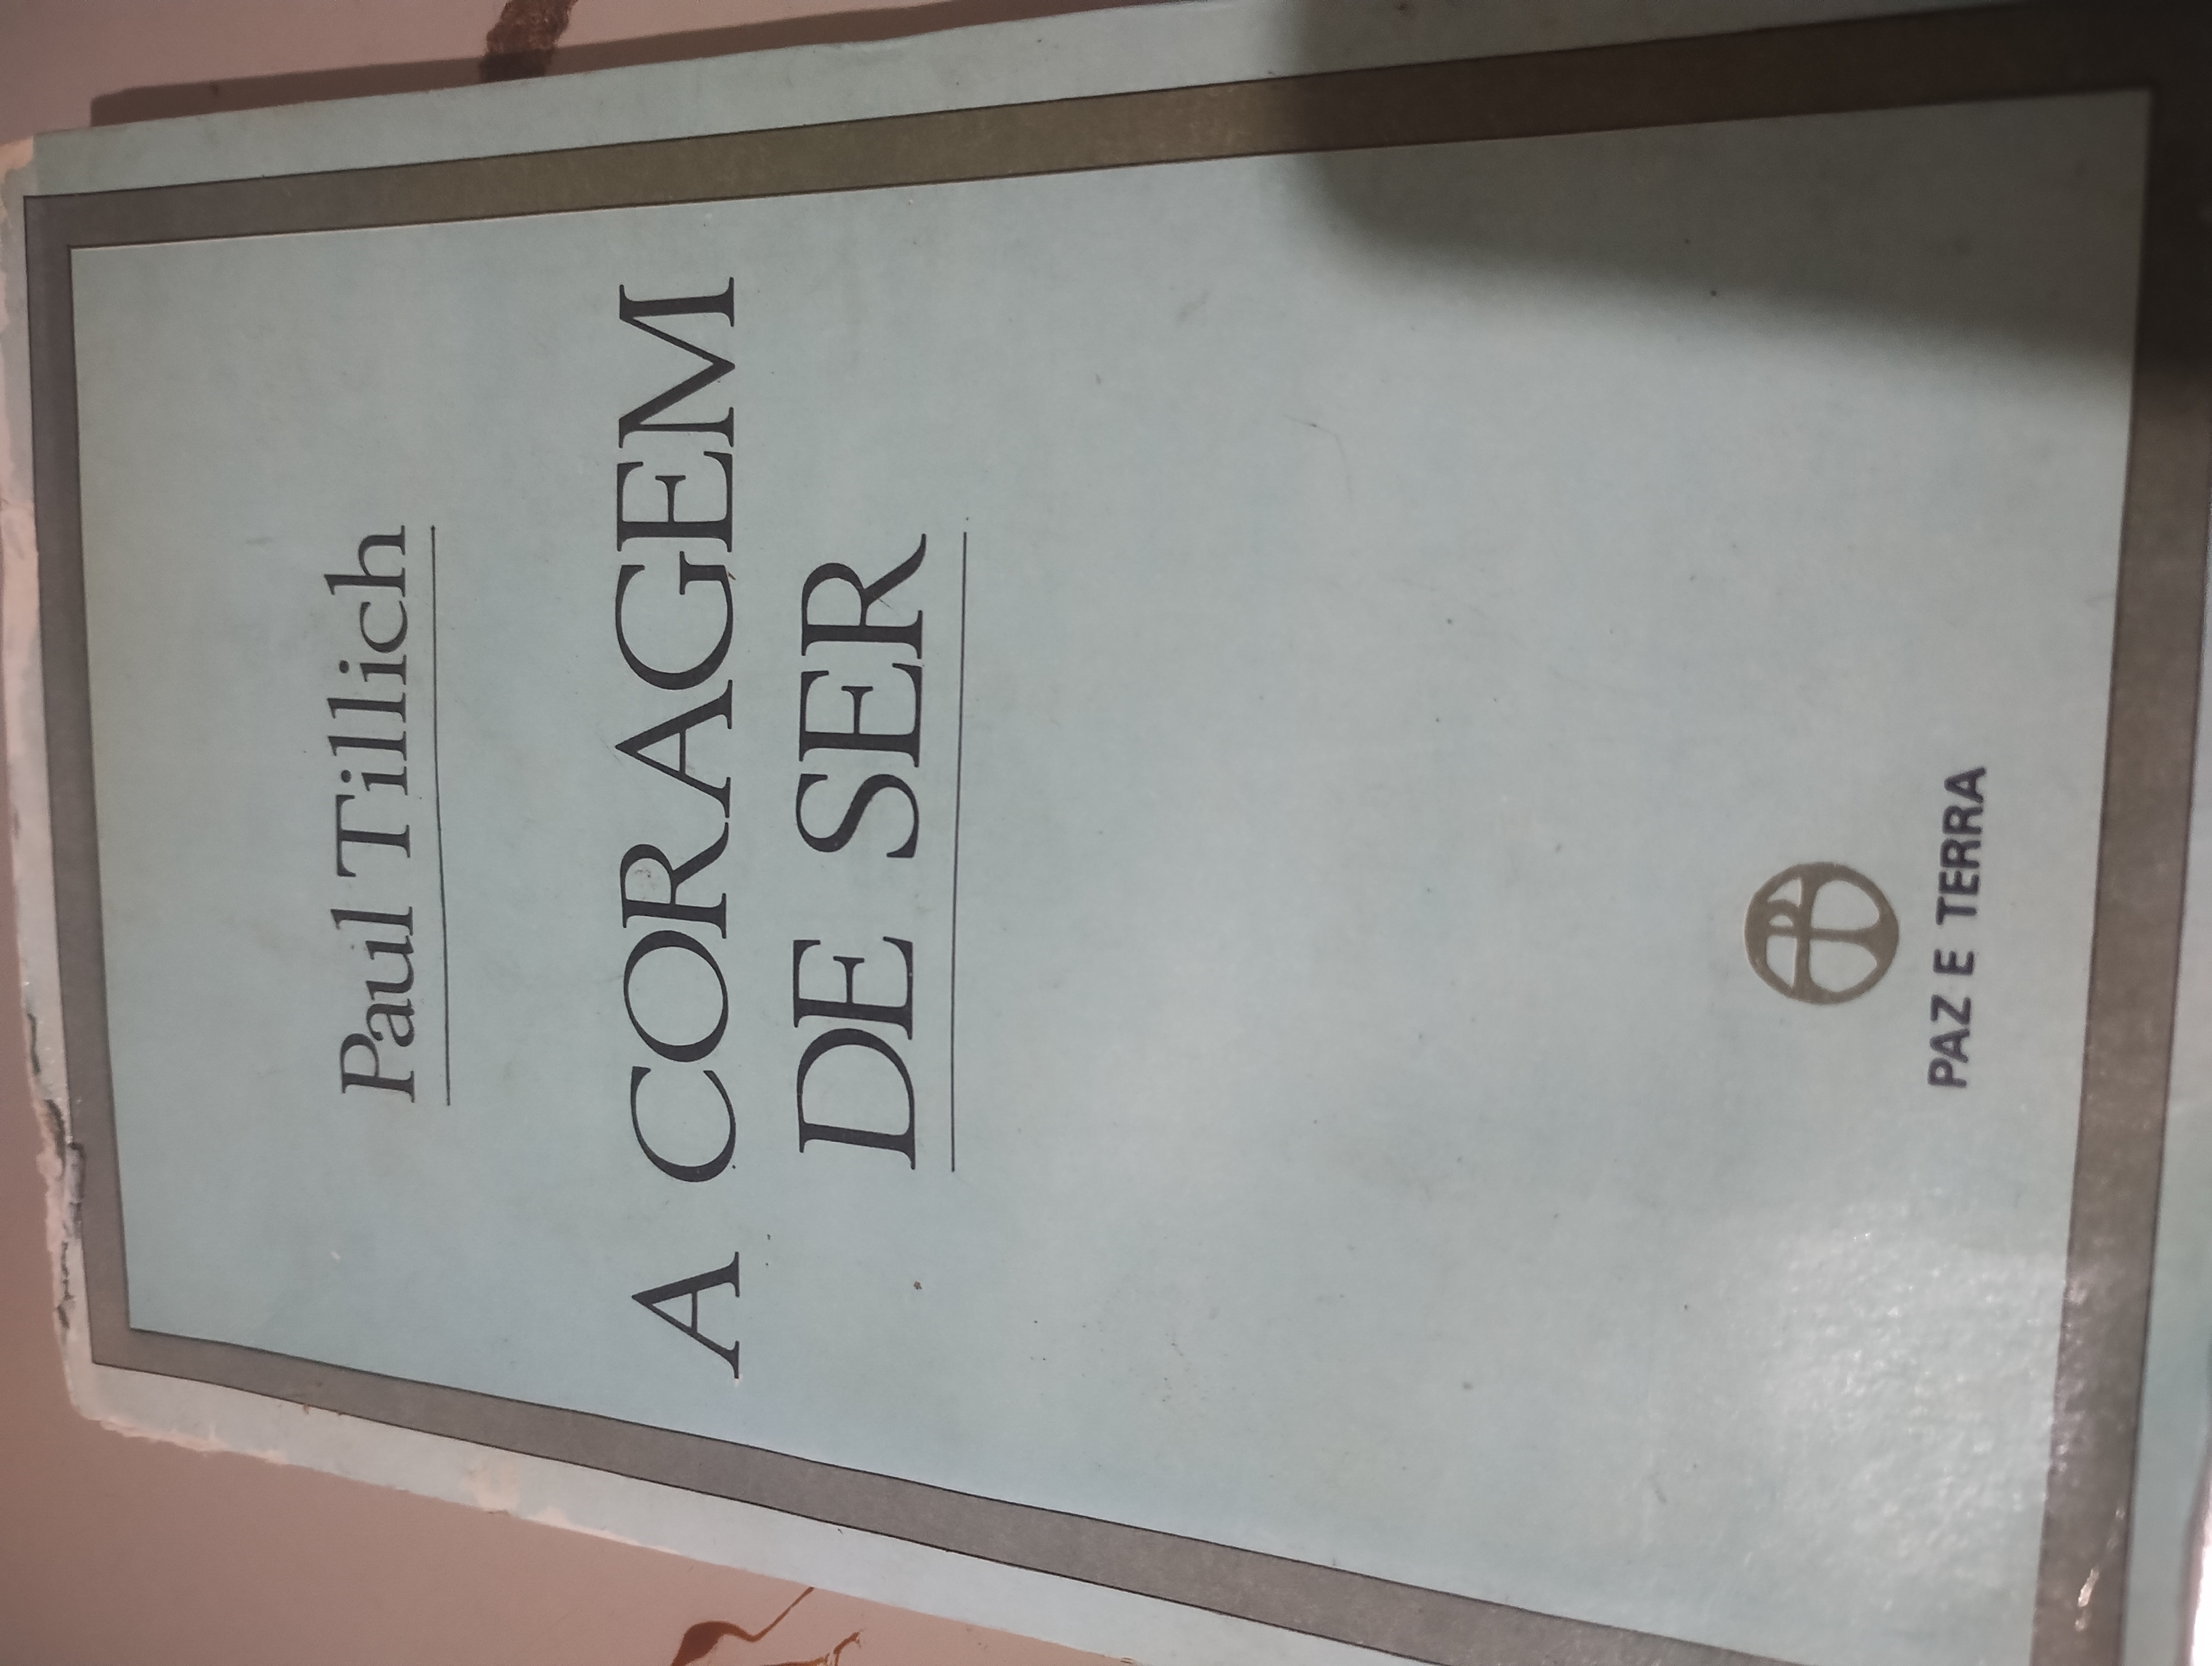 Paul Tillich
A CORAGEM
DE SER
PAZ E TERRA